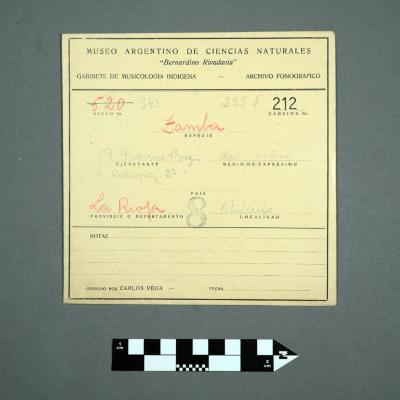 MUSEO ARGENTINO DE CIENCIAS NATURALES
"Bernardino Rivadavia"
GABINETE DE MUSICOLOGIA INDIGENA — ARCHIVO FONOGRAFICO
520 343 255 212
DISCO Nº CANCION Nº
Zamba
ESPECIE
EJECUTANTE MEDIO DE EXPRESION
PAIS
La Rioja 8
PROVINCIA O DEPARTAMENTO LOCALIDAD
NOTAS
GRABADO POR CARLOS VEGA — FECHA